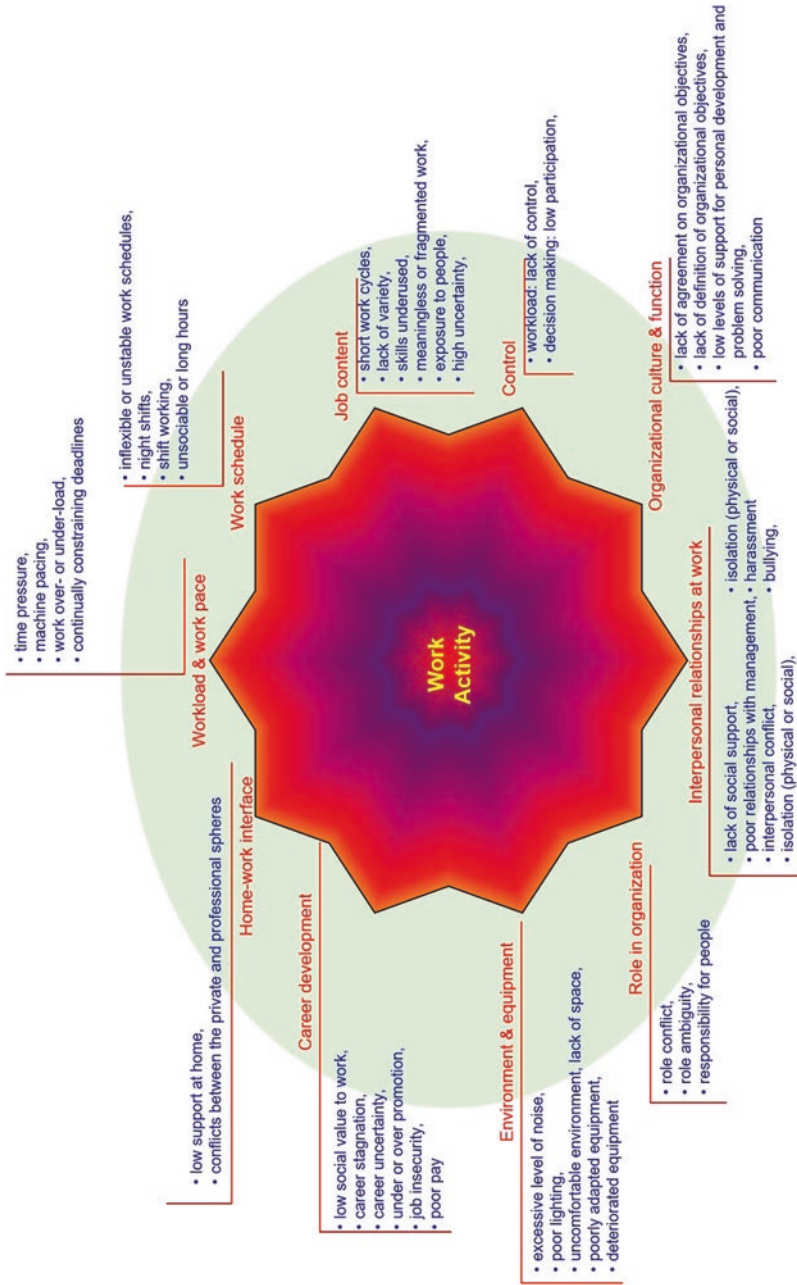 • time pressure,
• machine pacing,
• work over- or under-load,
• continually constraining deadlines
Workload & work pace
• inflexible or unstable work schedules,
• night shifts,
• shift working,
• unsociable or long hours
Work schedule
Job content
• short work cycles,
• lack of variety,
• skills underused,
• meaningless or fragmented work,
• exposure to people,
• high uncertainty,
Control
• workload: lack of control,
• decision making: low participation,
Organizational culture & function
• lack of agreement on organizational objectives,
• lack of definition of organizational objectives,
• low levels of support for personal development and
problem solving,
• poor communication
Interpersonal relationships at work
• lack of social support,
• poor relationships with management,
• interpersonal conflict,
• isolation (physical or social),
• isolation (physical or social),
• harassment
• bullying,
Role in organization
• role conflict,
• role ambiguity,
• responsibility for people
Environment & equipment
• excessive level of noise,
• poor lighting,
• uncomfortable environment, lack of space,
• poorly adapted equipment,
• deteriorated equipment
Career development
• low social value to work,
• career stagnation,
• career uncertainty,
• under or over promotion,
• job insecurity,
• poor pay
• low support at home,
• conflicts between the private and professional spheres
Home-work interface
Work
Activity